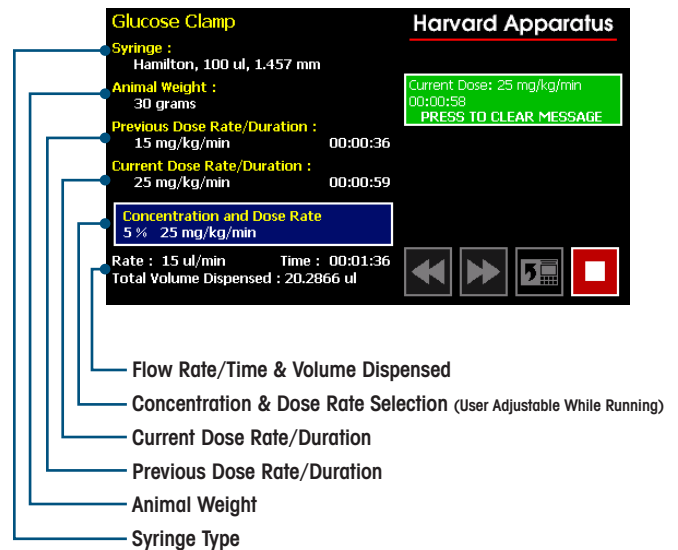 Glucose Clamp
Harvard Apparatus
Syringe :
Hamilton, 100 ul, 1.457 mm
Animal Weight :
30 grams
Previous Dose Rate/Duration :
15 mg/kg/min 00:00:36
Current Dose Rate/Duration :
25 mg/kg/min 00:00:59
Concentration and Dose Rate
5 % 25 mg/kg/min
Rate : 15 ul/min Time : 00:01:36
Total Volume Dispensed : 20.2866 ul
Current Dose: 25 mg/kg/min
00:00:58
PRESS TO CLEAR MESSAGE
Flow Rate/Time & Volume Dispensed
Concentration & Dose Rate Selection (User Adjustable While Running)
Current Dose Rate/Duration
Previous Dose Rate/Duration
Animal Weight
Syringe Type